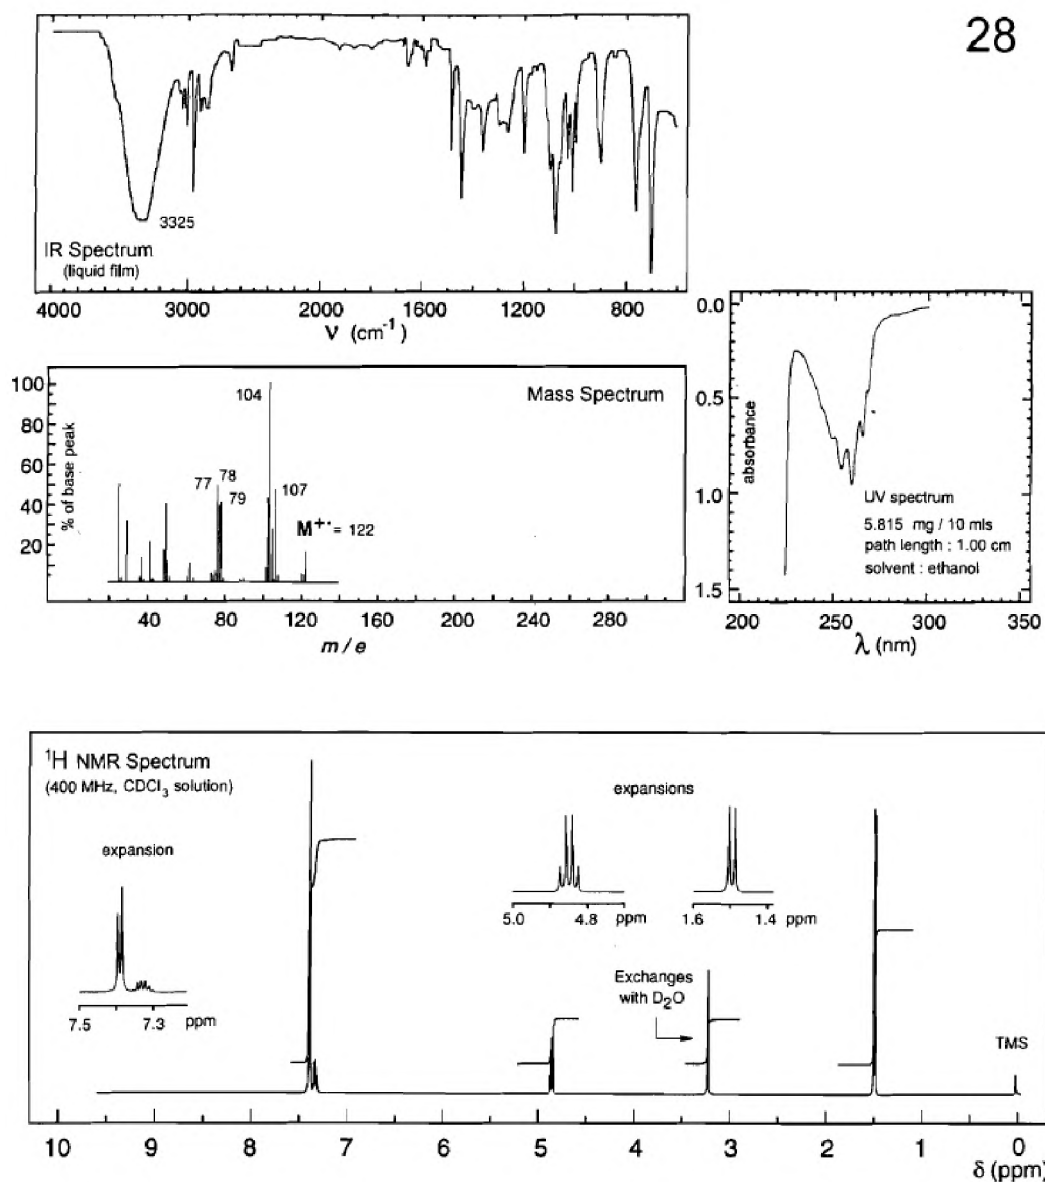 28
3325
IR Spectrum
(liquid film)
4000 3000 2000 1600 1200 800
ν (cm-1)
100
80
60
40
20
% of base peak
Mass Spectrum
104
77
78
79
107
M+· = 122
40 80 120 160 200 240 280
m / e
0.0
0.5
1.0
1.5
absorbance
UV spectrum
5.815 mg / 10 mls
path length : 1.00 cm
solvent : ethanol
200 250 300 350
λ (nm)
1H NMR Spectrum
(400 MHz, CDCl3 solution)
expansion
7.5 7.3 ppm
expansions
5.0 4.8 ppm
1.6 1.4 ppm
Exchanges
with D2O
TMS
10 9 8 7 6 5 4 3 2 1 0
δ (ppm)